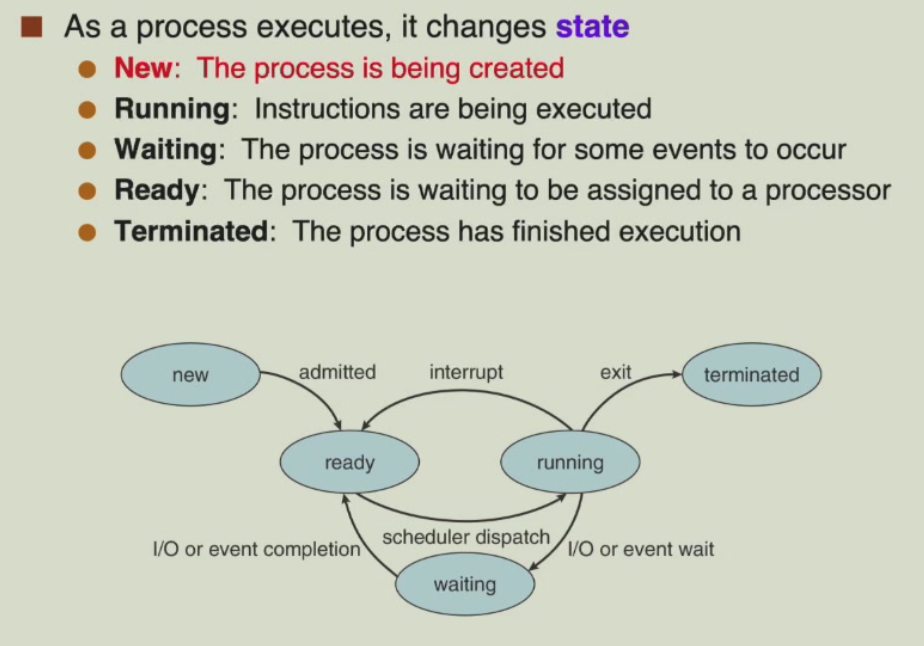 As a process executes, it changes state
New: The process is being created
Running: Instructions are being executed
Waiting: The process is waiting for some events to occur
Ready: The process is waiting to be assigned to a processor
Terminated: The process has finished execution
new
admitted
interrupt
exit
terminated
ready
running
scheduler dispatch
I/O or event completion
I/O or event wait
waiting